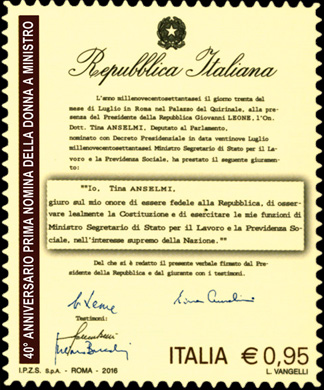 40° ANNIVERSARIO PRIMA NOMINA DELLA DONNA A MINISTRO
Repubblica Italiana
L'anno millenovecentosettantasei il giorno trenta del
mese di Luglio in Roma nel Palazzo del Quirinale, alla pre
senza del Presidente della Repubblica Giovanni LEONE, l'On.
Dott. Tina ANSELMI, Deputato al Parlamento,
nominato con Decreto Presidenziale in data ventinove Luglio
millenovecentosettantasei Ministro Segretario di Stato per il La-
voro e la Previdenza Sociale, ha prestato il seguente giuramen-
to:
""Io, Tina ANSELMI,
giuro sul mio onore di essere fedele alla Repubblica, di osser-
vare lealmente la Costituzione e di esercitare le mie funzioni di
Ministro Segretario di Stato per il Lavoro e la Previdenza So-
ciale, nell'interesse supremo della Nazione.""
Del che si è redatto il presente verbale firmato dal Pre-
sidente della Repubblica e dal giurante con i testimoni.
G. Leone
Tina Anselmi
Testimoni:
ITALIA € 0,95
I.P.Z.S. S.p.A. - ROMA - 2016
L. VANGELLI